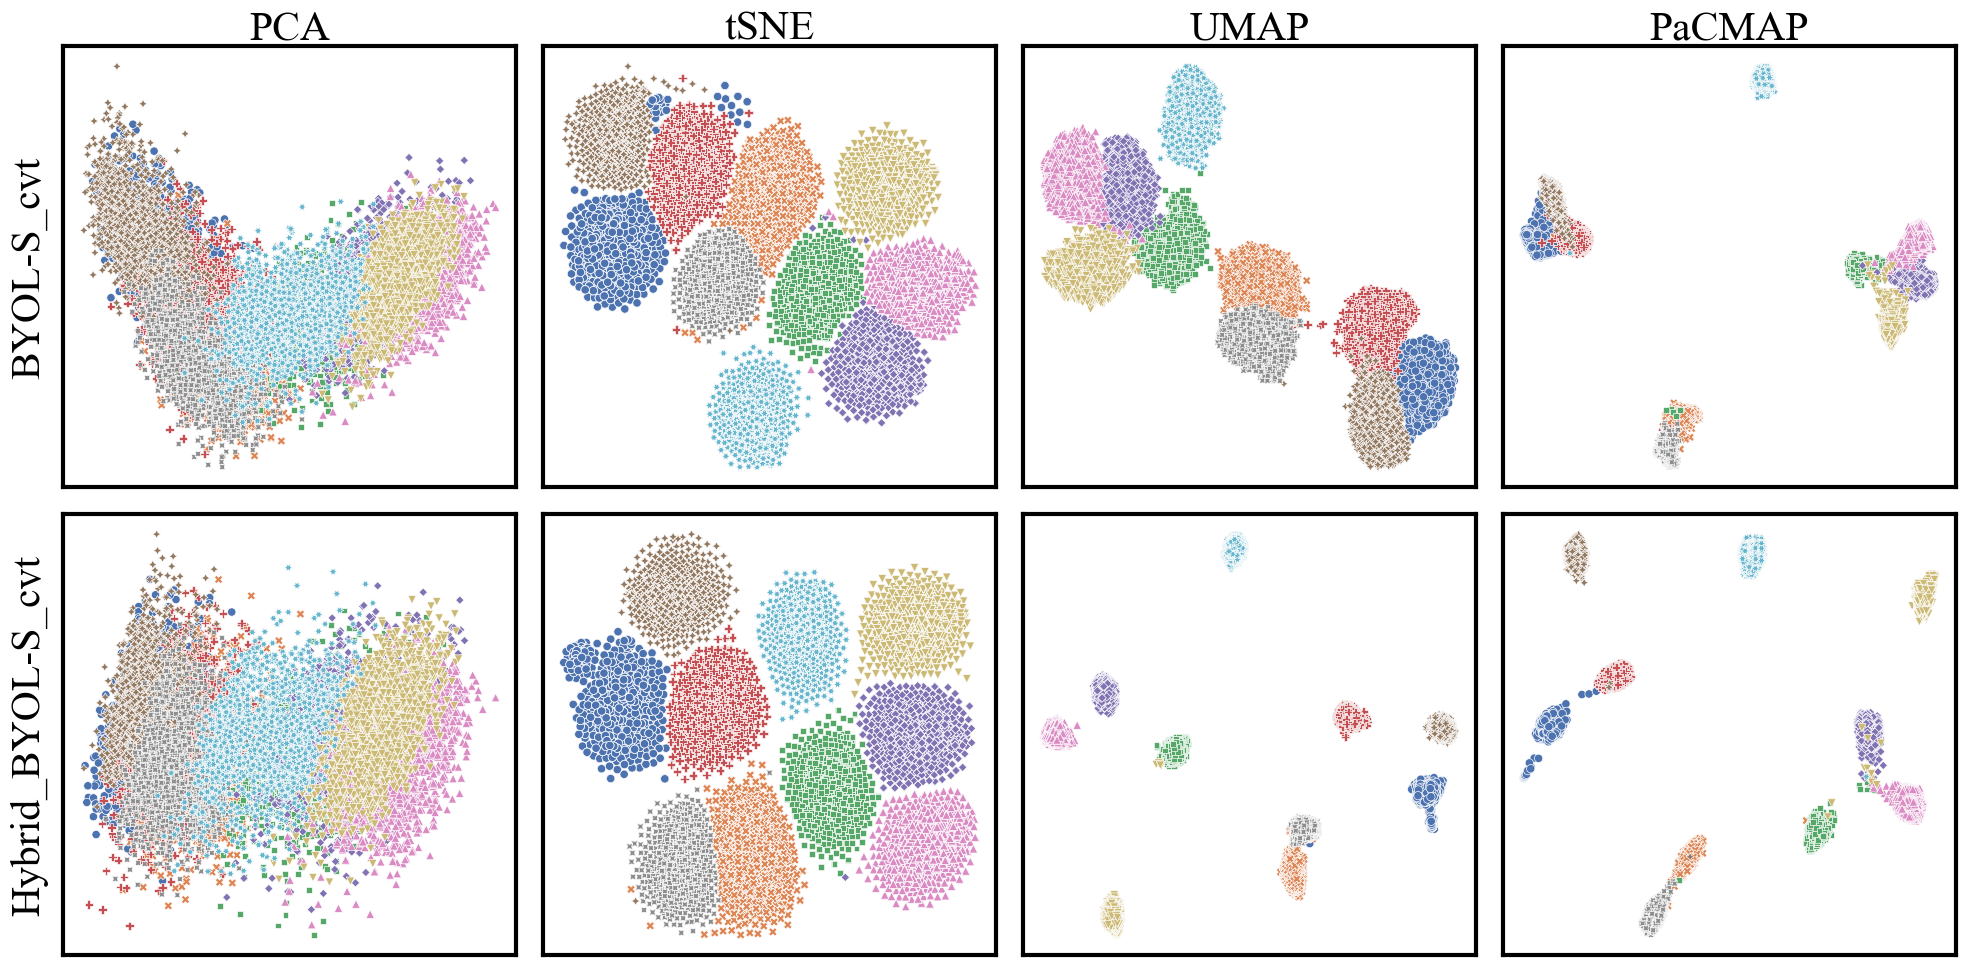 PCA
tSNE
UMAP
PaCMAP
BYOL-S_cvt
Hybrid_BYOL-S_cvt